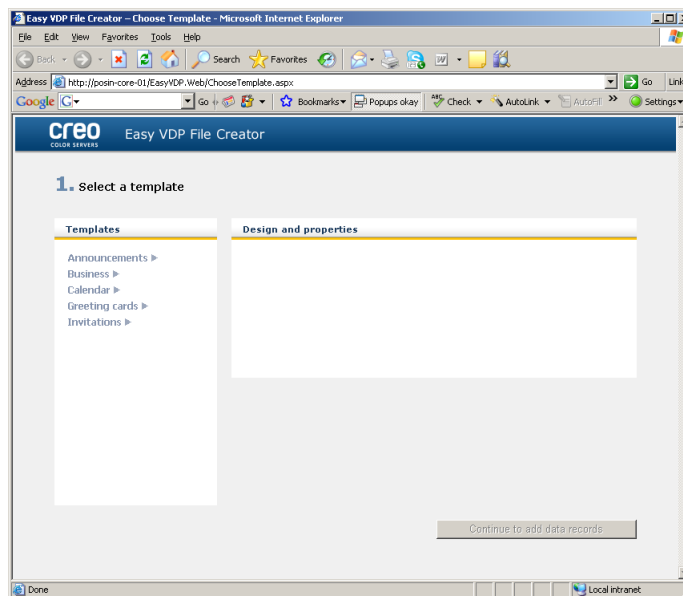 Easy VDP File Creator – Choose Template - Microsoft Internet Explorer
File Edit View Favorites Tools Help
Back Search Favorites
Address http://posin-core-01/EasyVDP.Web/ChooseTemplate.aspx Go Link
Google G Go Bookmarks Popups okay ABC Check AutoLink AutoFill Settings
creo Easy VDP File Creator
COLOR SERVERS
1. Select a template
Templates Design and properties
Announcements
Business
Calendar
Greeting cards
Invitations
Continue to add data records
Done Local intranet